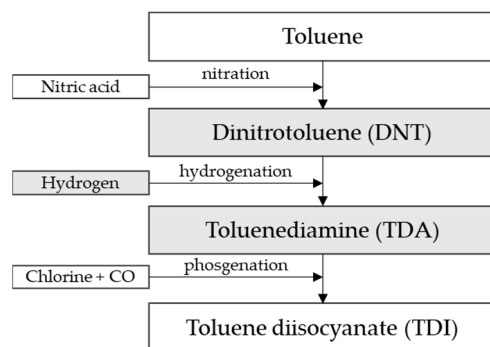 Toluene
nitration
Nitric acid
Dinitrotoluene (DNT)
hydrogenation
Hydrogen
Toluenediamine (TDA)
phosgenation
Chlorine + CO
Toluene diisocyanate (TDI)